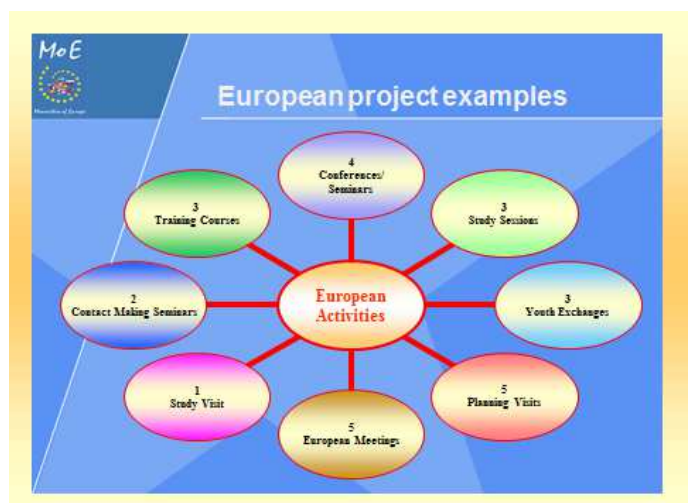 MoE
European project examples
4
Conferences/
Seminars
3
Training Courses
3
Study Sessions
2
Contact Making Seminars
European
Activities
3
Youth Exchanges
1
Study Visit
5
Planning Visits
5
European Meetings